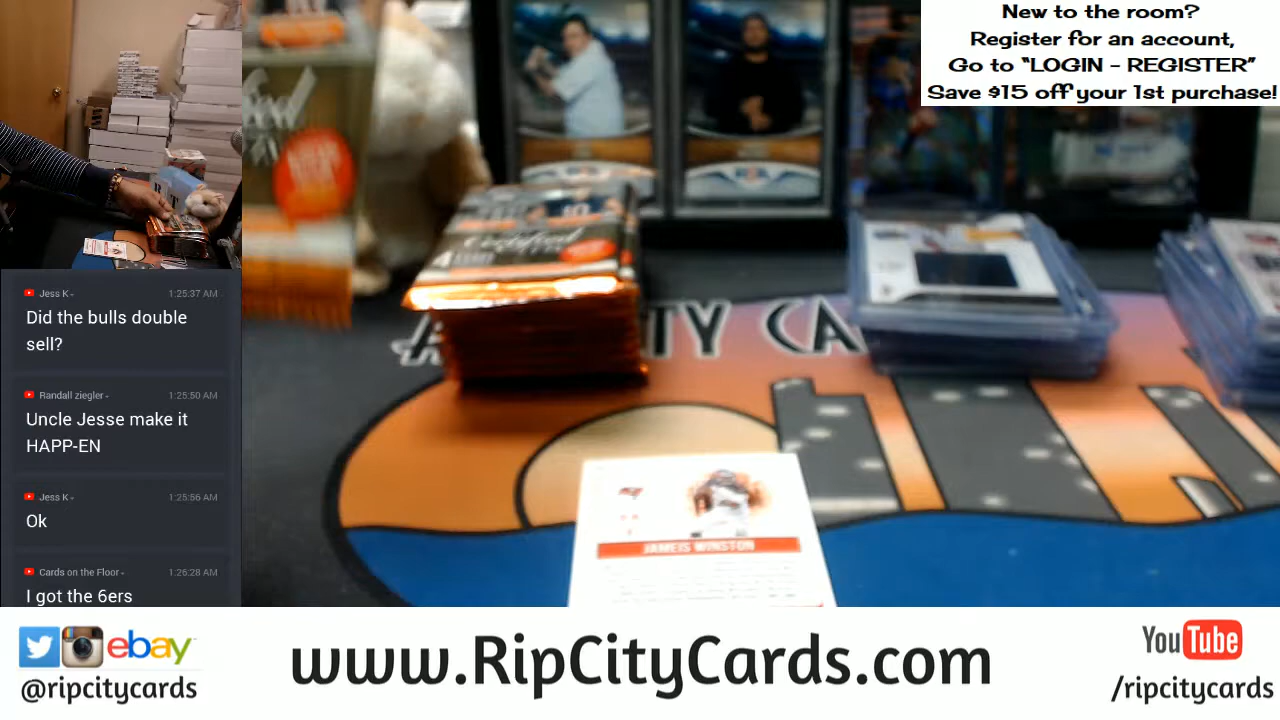 New to the room?
Register for an account,
Go to "LOGIN - REGISTER"
Save $15 off your 1st purchase!
Jess K
1:25:37 AM
Did the bulls double
sell?
Randall ziegler
1:25:50 AM
Uncle Jesse make it
HAPP-EN
Jess K
1:25:56 AM
Ok
Cards on the Floor
1:26:28 AM
I got the 6ers
Certified
CITY CA
JAMEIS WINSTON
ebay
@ripcitycards
www.RipCityCards.com
YouTube
/ripcitycards